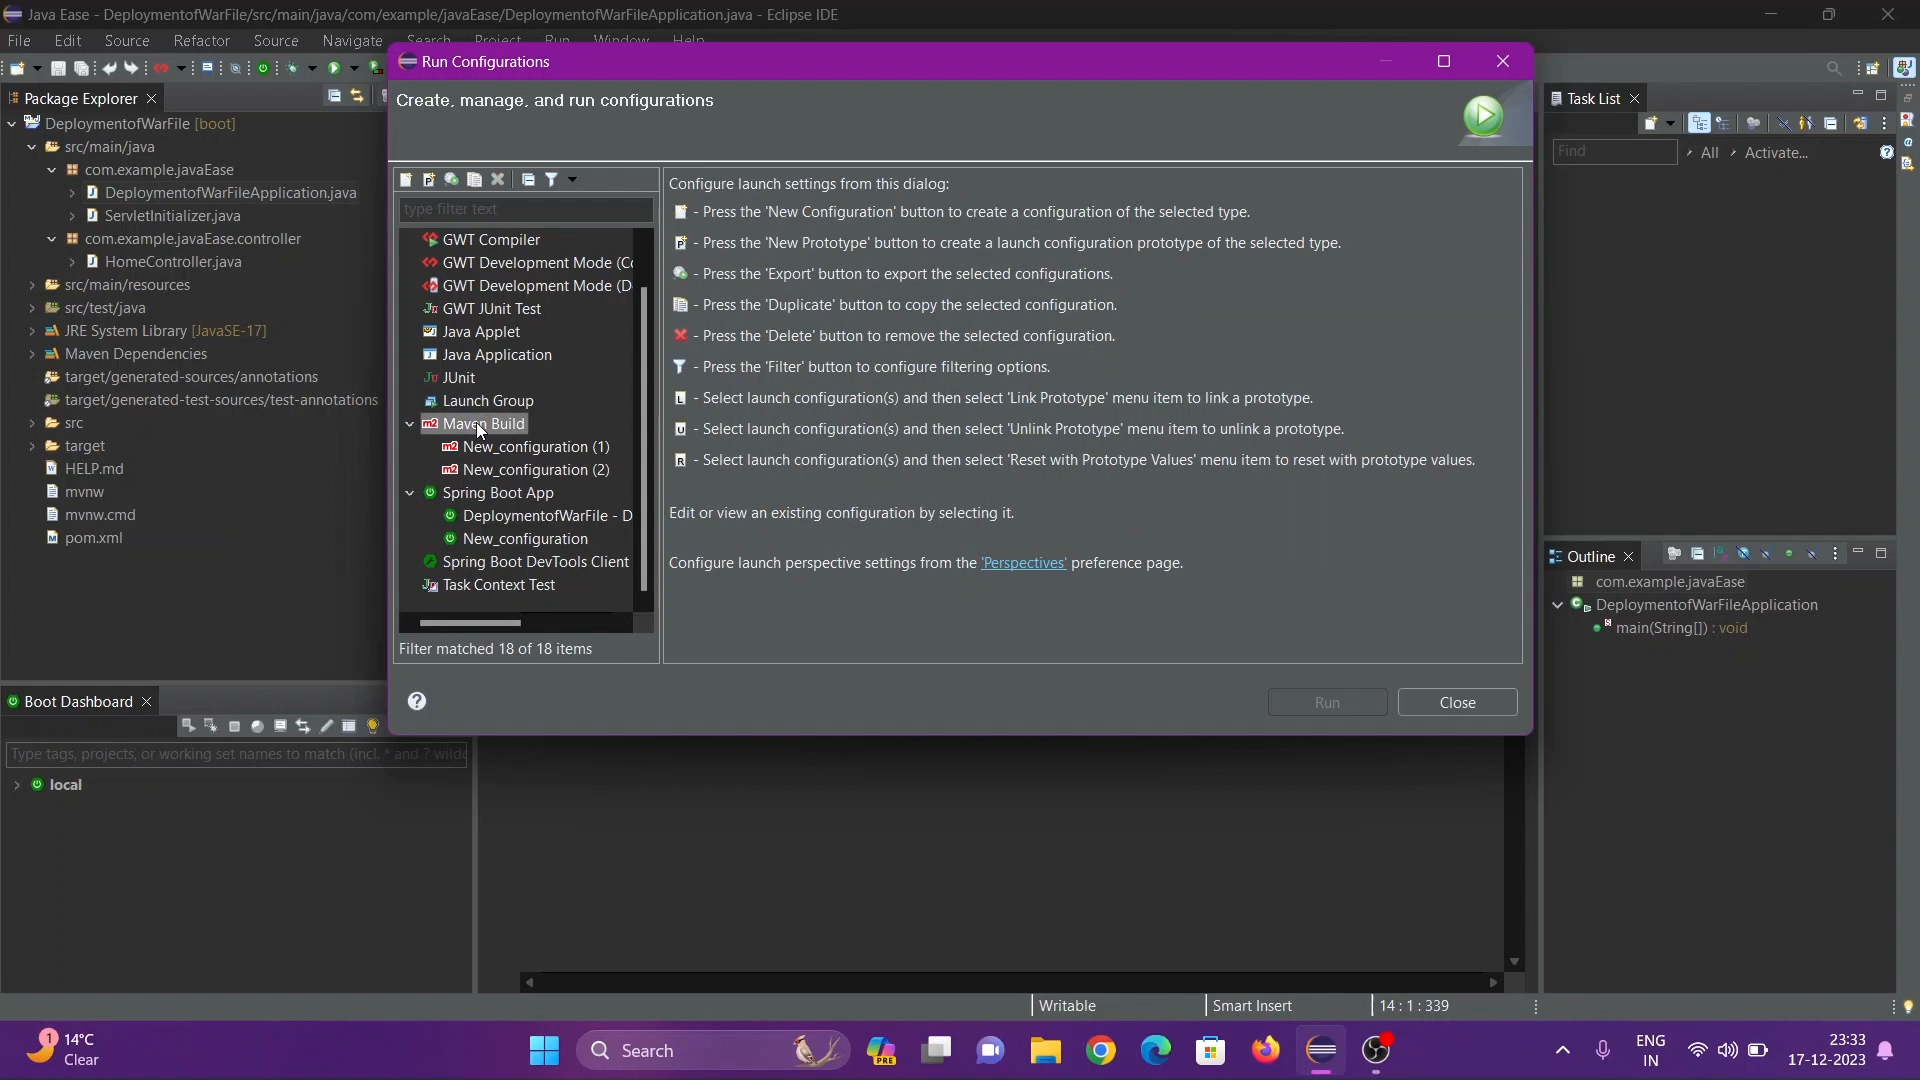 Java Ease - DeploymentofWarFile/src/main/java/com/example/javaEase/DeploymentofWarFileApplication.java - Eclipse IDE
File Edit Source Refactor Source Navigate Search Project Run Window Help
Run Configurations
Create, manage, and run configurations
Package Explorer
DeploymentofWarFile [boot]
src/main/java
com.example.javaEase
DeploymentofWarFileApplication.java
ServletInitializer.java
com.example.javaEase.controller
HomeController.java
src/main/resources
src/test/java
JRE System Library [JavaSE-17]
Maven Dependencies
target/generated-sources/annotations
target/generated-test-sources/test-annotations
src
target
HELP.md
mvnw
mvnw.cmd
pom.xml
type filter text
GWT Compiler
GWT Development Mode (Co
GWT Development Mode (D
GWT JUnit Test
Java Applet
Java Application
JUnit
Launch Group
Maven Build
New_configuration (1)
New_configuration (2)
Spring Boot App
DeploymentofWarFile - D
New_configuration
Spring Boot DevTools Client
Task Context Test
Filter matched 18 of 18 items
Configure launch settings from this dialog:
- Press the 'New Configuration' button to create a configuration of the selected type.
- Press the 'New Prototype' button to create a launch configuration prototype of the selected type.
- Press the 'Export' button to export the selected configurations.
- Press the 'Duplicate' button to copy the selected configuration.
- Press the 'Delete' button to remove the selected configuration.
- Press the 'Filter' button to configure filtering options.
L - Select launch configuration(s) and then select 'Link Prototype' menu item to link a prototype.
U - Select launch configuration(s) and then select 'Unlink Prototype' menu item to unlink a prototype.
R - Select launch configuration(s) and then select 'Reset with Prototype Values' menu item to reset with prototype values.
Edit or view an existing configuration by selecting it.
Configure launch perspective settings from the 'Perspectives' preference page.
Run
Close
Task List
Find
All
Activate...
Outline
com.example.javaEase
DeploymentofWarFileApplication
main(String[]) : void
Boot Dashboard
Type tags, projects, or working set names to match (incl. * and ? wildc
local
Writable
Smart Insert
14 : 1 : 339
1
14°C
Clear
Search
PRE
ENG
IN
23:33
17-12-2023